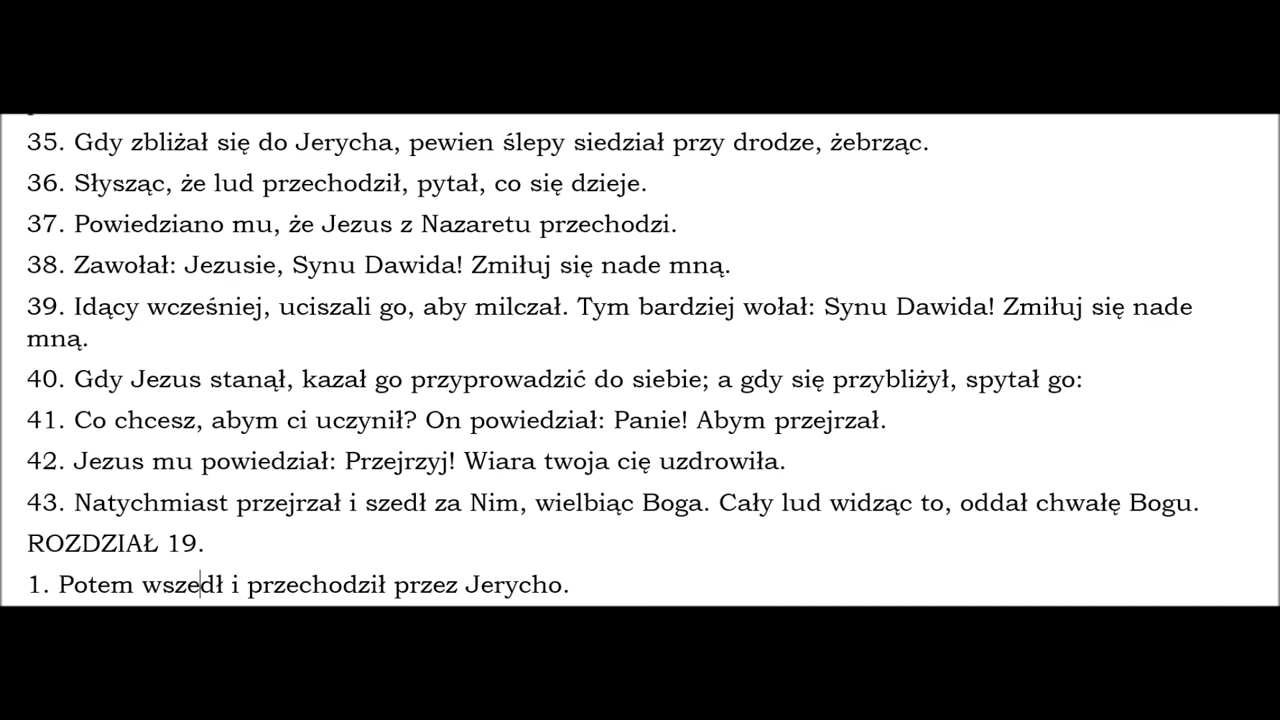 35. Gdy zbliżał się do Jerycha, pewien ślepy siedział przy drodze, żebrząc.
36. Słysząc, że lud przechodził, pytał, co się dzieje.
37. Powiedziano mu, że Jezus z Nazaretu przechodzi.
38. Zawołał: Jezusie, Synu Dawida! Zmiłuj się nade mną.
39. Idący wcześniej, uciszali go, aby milczał. Tym bardziej wołał: Synu Dawida! Zmiłuj się nade
mną.
40. Gdy Jezus stanął, kazał go przyprowadzić do siebie; a gdy się przybliżył, spytał go:
41. Co chcesz, abym ci uczynił? On powiedział: Panie! Abym przejrzał.
42. Jezus mu powiedział: Przejrzyj! Wiara twoja cię uzdrowiła.
43. Natychmiast przejrzał i szedł za Nim, wielbiąc Boga. Cały lud widząc to, oddał chwałę Bogu.
ROZDZIAŁ 19.
1. Potem wszedł i przechodził przez Jerycho.